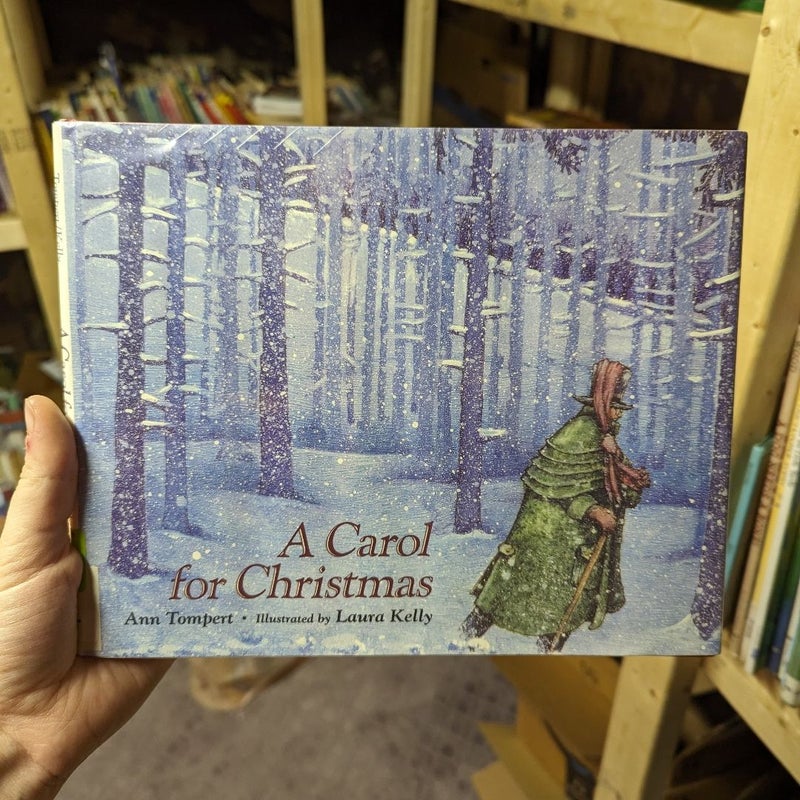 A Carol
for Christmas
Ann Tompert • Illustrated by Laura Kelly